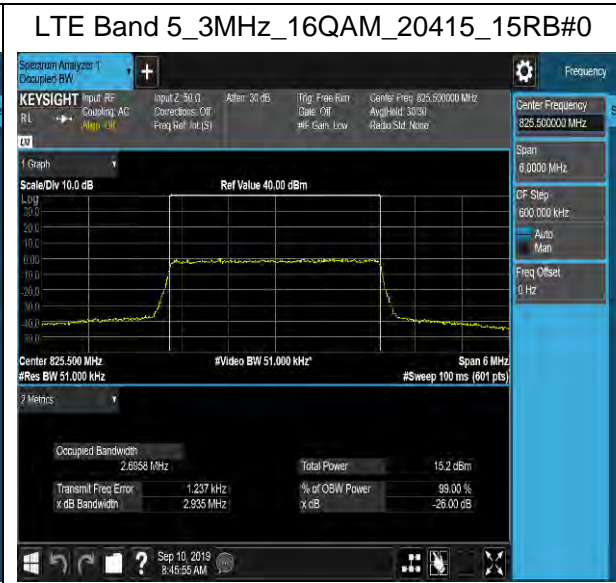 LTE Band 5_3MHz_16QAM_20415_15RB#0
Spectrum Analyzer 1
Occupied BW
Frequency
KEYSIGHT Input: RF Input Z: 50 Ω Atten: 30 dB Trig: Free Run Center Freq: 825.500000 MHz
RL Coupling: AC Corrections: Off Gate: Off Avg|Hold: 30/30
Align: Off Freq Ref: Int (S) #IF Gain: Low Radio Std: None
Center Frequency
825.500000 MHz
Span
6.0000 MHz
CF Step
600.000 kHz
Auto
Man
Freq Offset
0 Hz
1 Graph
Scale/Div 10.0 dB Ref Value 40.00 dBm
Log
30.0
20.0
10.0
0.00
-10.0
-20.0
-30.0
-40.0
-50.0
Center 825.500 MHz #Video BW 51.000 kHz* Span 6 MHz
#Res BW 51.000 kHz #Sweep 100 ms (601 pts)
2 Metrics
Occupied Bandwidth
2.6958 MHz Total Power 15.2 dBm
Transmit Freq Error 1.237 kHz % of OBW Power 99.00 %
x dB Bandwidth 2.935 MHz x dB -26.00 dB
Sep 10, 2019
8:45:55 AM